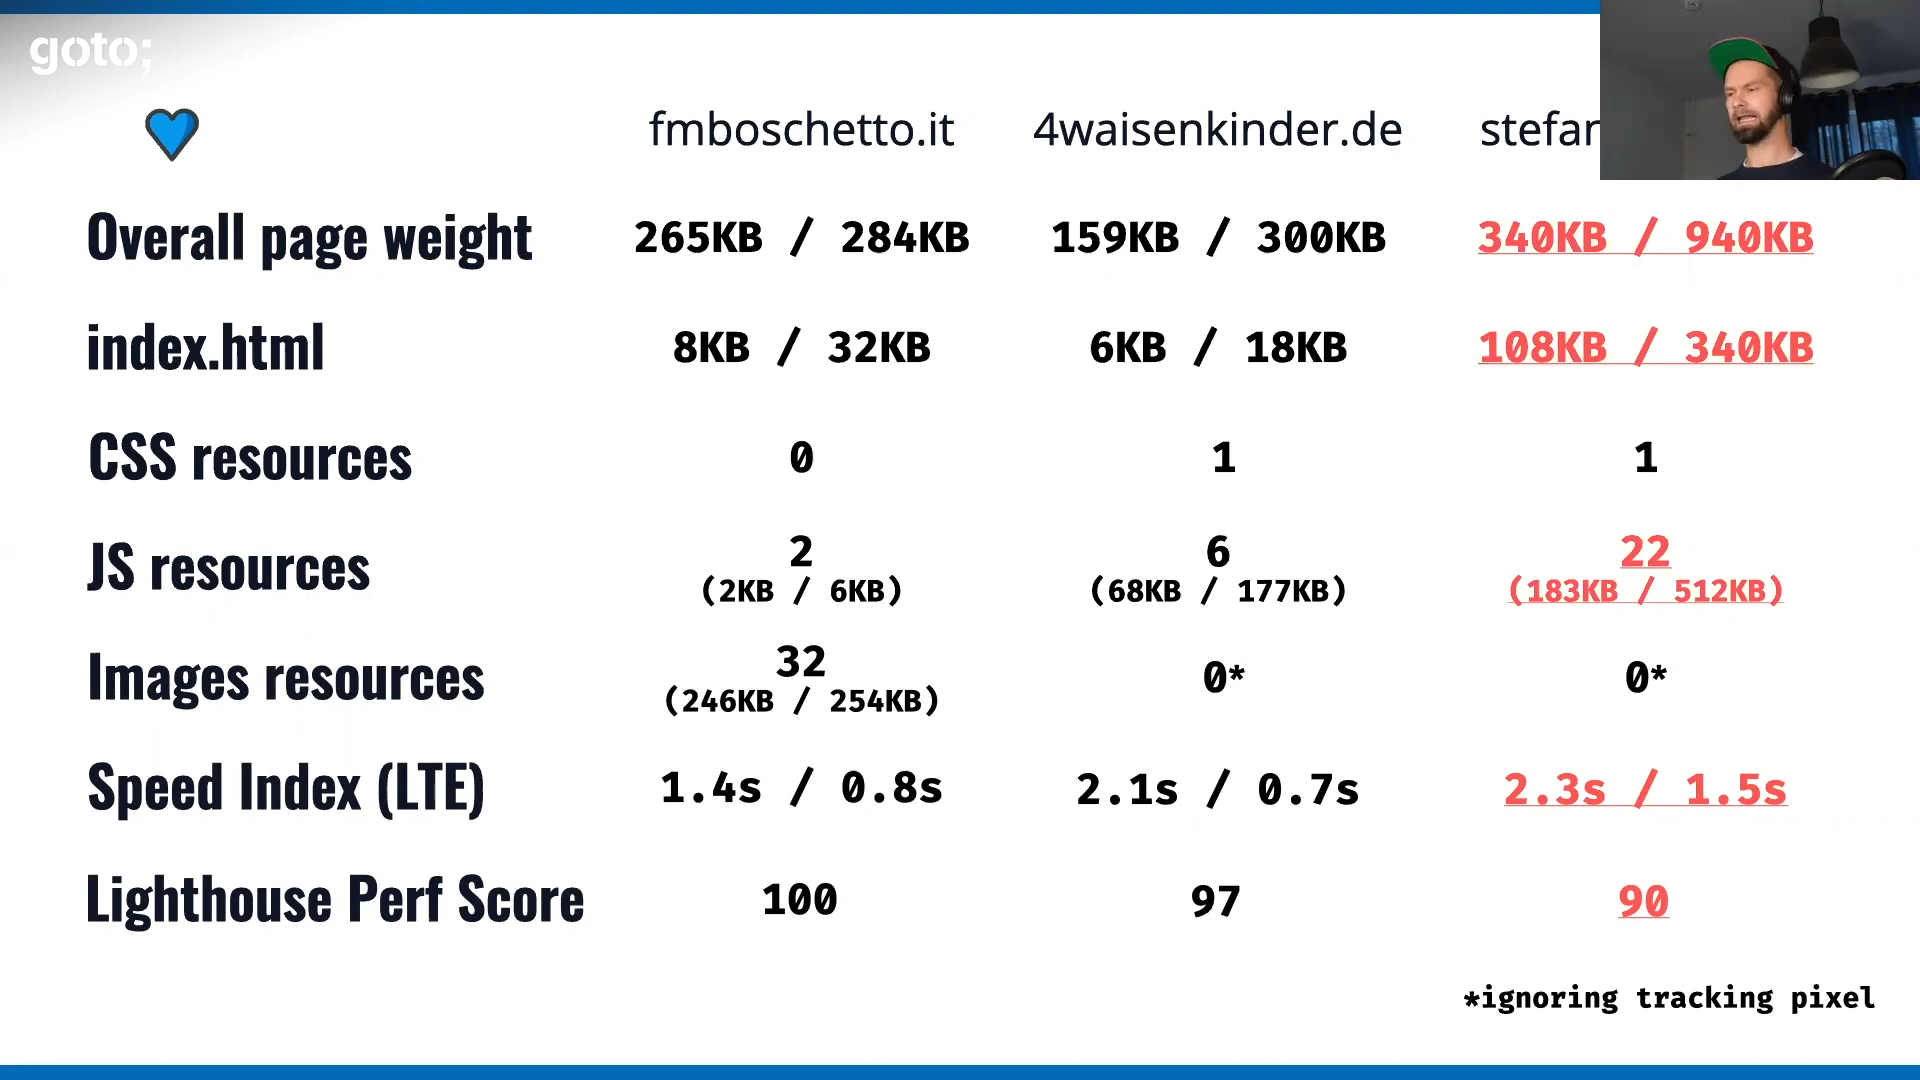 goto;
fmboschetto.it 4waisenkinder.de
Overall page weight 265KB / 284KB 159KB / 300KB 340KB / 940KB
index.html 8KB / 32KB 6KB / 18KB 108KB / 340KB
CSS resources 0 1 1
JS resources 2 6 22
(2KB / 6KB) (68KB / 177KB) (183KB / 512KB)
Images resources 32 0* 0*
(246KB / 254KB)
Speed Index (LTE) 1.4s / 0.8s 2.1s / 0.7s 2.3s / 1.5s
Lighthouse Perf Score 100 97 90
*ignoring tracking pixel